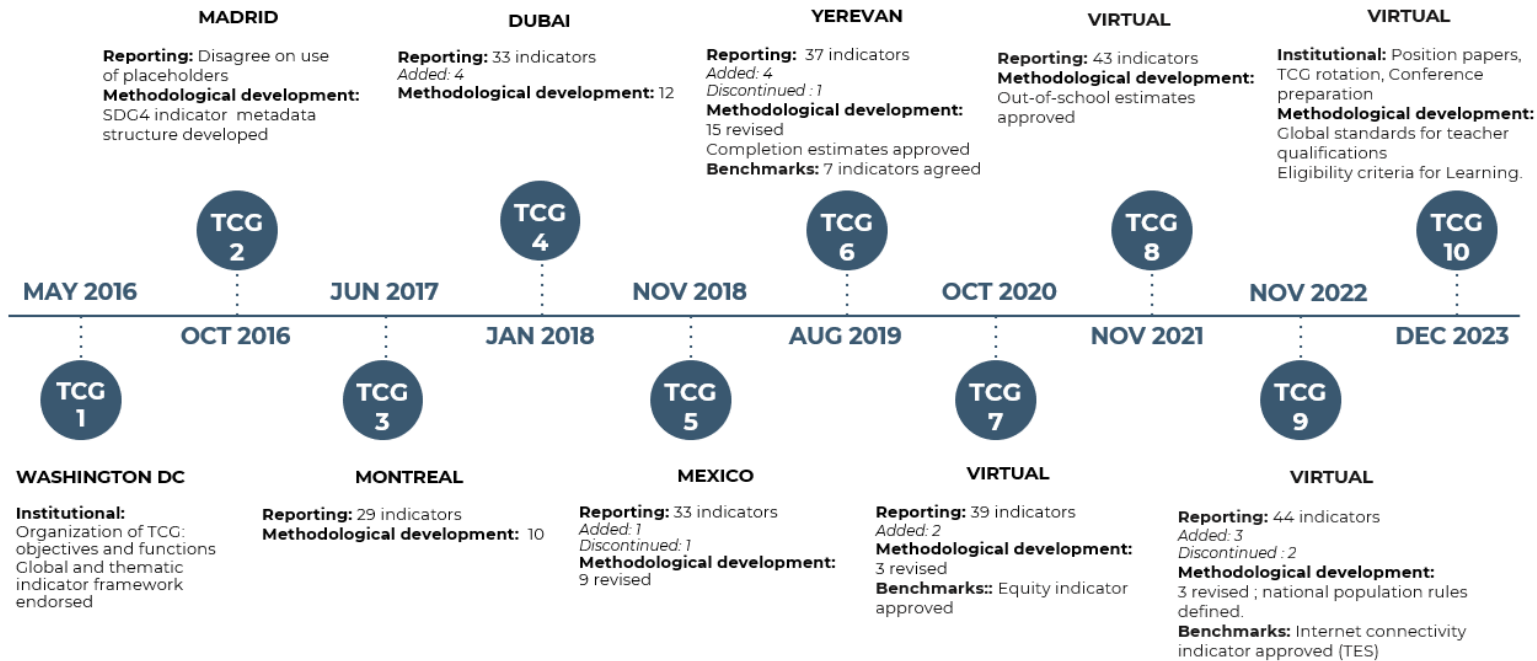 MADRID
Reporting: Disagree on use
of placeholders
Methodological development:
SDG4 indicator metadata
structure developed
DUBAI
Reporting: 33 indicators
Added: 4
Methodological development: 12
YEREVAN
Reporting: 37 indicators
Added: 4
Discontinued : 1
Methodological development:
15 revised
Completion estimates approved
Benchmarks: 7 indicators agreed
VIRTUAL
Reporting: 43 indicators
Methodological development:
Out-of-school estimates
approved
VIRTUAL
Institutional: Position papers,
TCG rotation, Conference
preparation
Methodological development:
Global standards for teacher
qualifications
Eligibility criteria for Learning.
TCG
2
TCG
4
TCG
6
TCG
8
TCG
10
MAY 2016
JUN 2017
NOV 2018
OCT 2020
NOV 2022
OCT 2016
JAN 2018
AUG 2019
NOV 2021
DEC 2023
TCG
1
TCG
3
TCG
5
TCG
7
TCG
9
WASHINGTON DC
Institutional:
Organization of TCG:
objectives and functions
Global and thematic
indicator framework
endorsed
MONTREAL
Reporting: 29 indicators
Methodological development: 10
MEXICO
Reporting: 33 indicators
Added: 1
Discontinued: 1
Methodological development:
9 revised
VIRTUAL
Reporting: 39 indicators
Added: 2
Methodological development:
3 revised
Benchmarks:: Equity indicator
approved
VIRTUAL
Reporting: 44 indicators
Added: 3
Discontinued : 2
Methodological development:
3 revised ; national population rules
defined.
Benchmarks: Internet connectivity
indicator approved (TES)